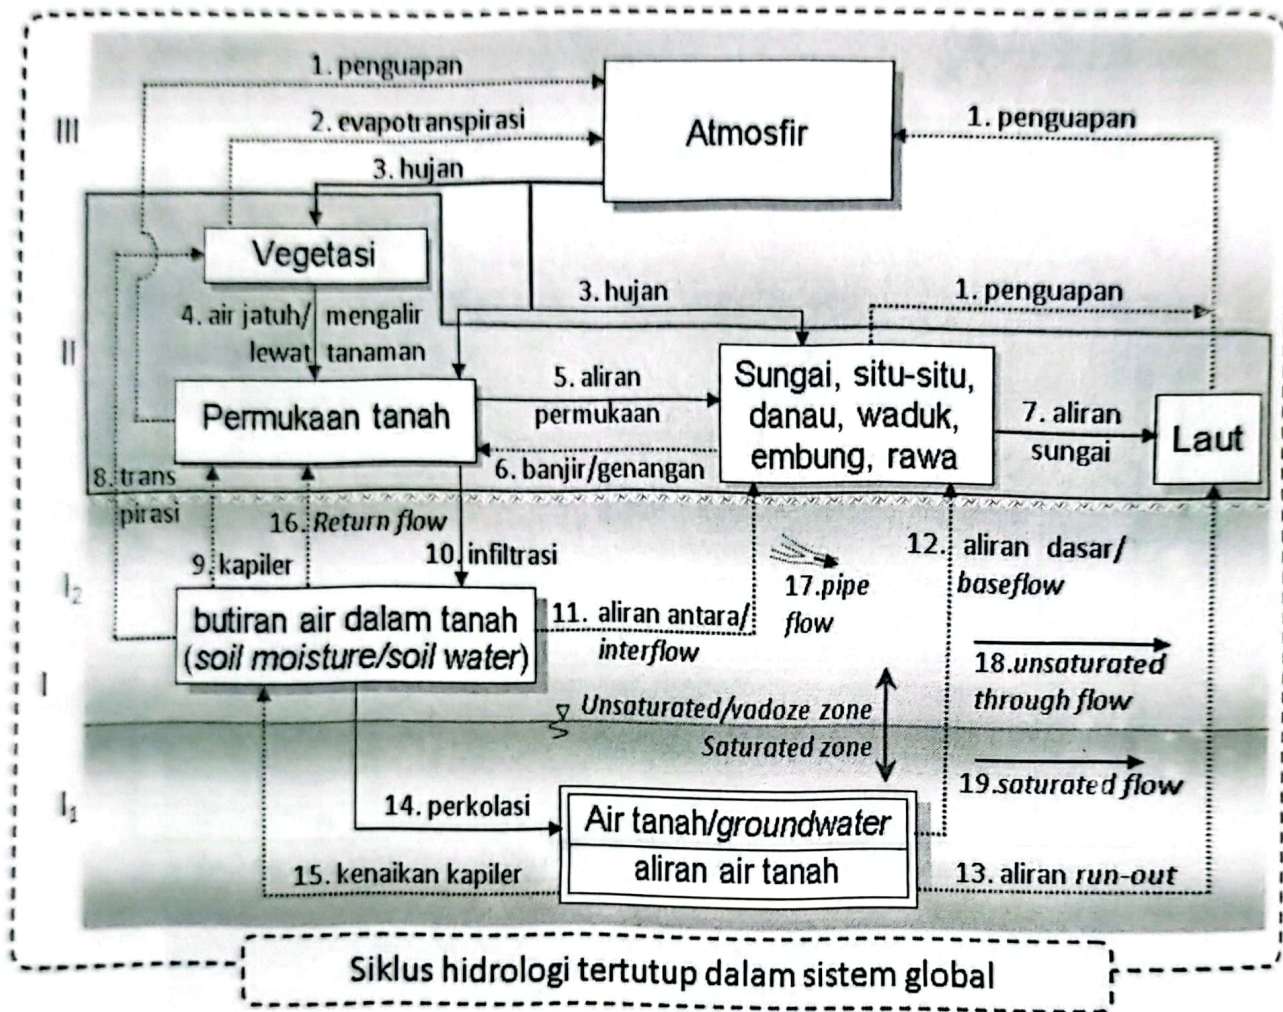 1. penguapan
III
2. evapotranspirasi
Atmosfir
1. penguapan
3. hujan
Vegetasi
3. hujan
1. penguapan
4. air jatuh/ mengalir
lewat tanaman
II
Permukaan tanah
5. aliran
permukaan
Sungai, situ-situ,
danau, waduk,
embung, rawa
7. aliran
sungai
Laut
6. banjir/genangan
8. trans
pirasi
16. Return flow
9. kapiler
10. infiltrasi
I2
butiran air dalam tanah
(soil moisture/soil water)
11. aliran antara/
interflow
17.pipe
flow
12. aliran dasar/
baseflow
18.unsaturated
through flow
I
Unsaturated/vadoze zone
Saturated zone
19.saturated flow
I1
14. perkolasi
Air tanah/groundwater
aliran air tanah
15. kenaikan kapiler
13. aliran run-out
Siklus hidrologi tertutup dalam sistem global